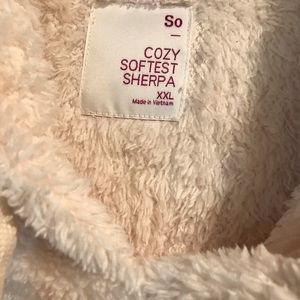 So
COZY
SOFTEST
SHERPA
XXL
Made in Vietnam